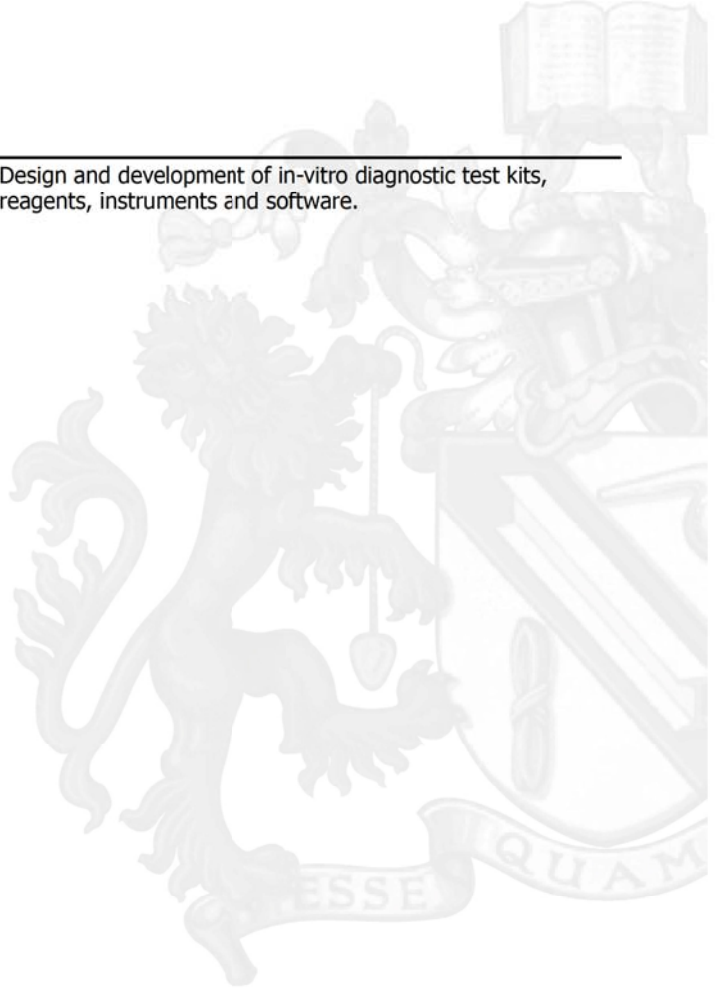 Design and development of in-vitro diagnostic test kits,
reagents, instruments and software.
ESSE QUAM